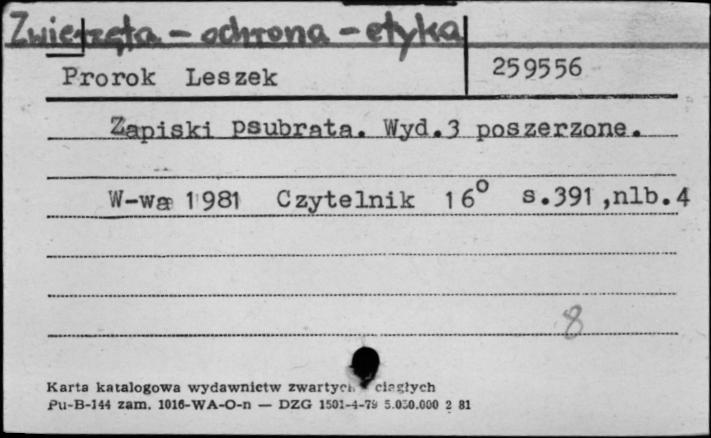 Zwierzęta - ochrona - etyka
Prorok Leszek 259556
Zapiski psubrata. Wyd.3 poszerzone.
W-wa 1981 Czytelnik 16° s.391,nlb.4
8
Karta katalogowa wydawnictw zwartych ciągłych
Pu-B-144 zam. 1016-WA-O-n — DZG 1501-4-79 5.050.000 2 81